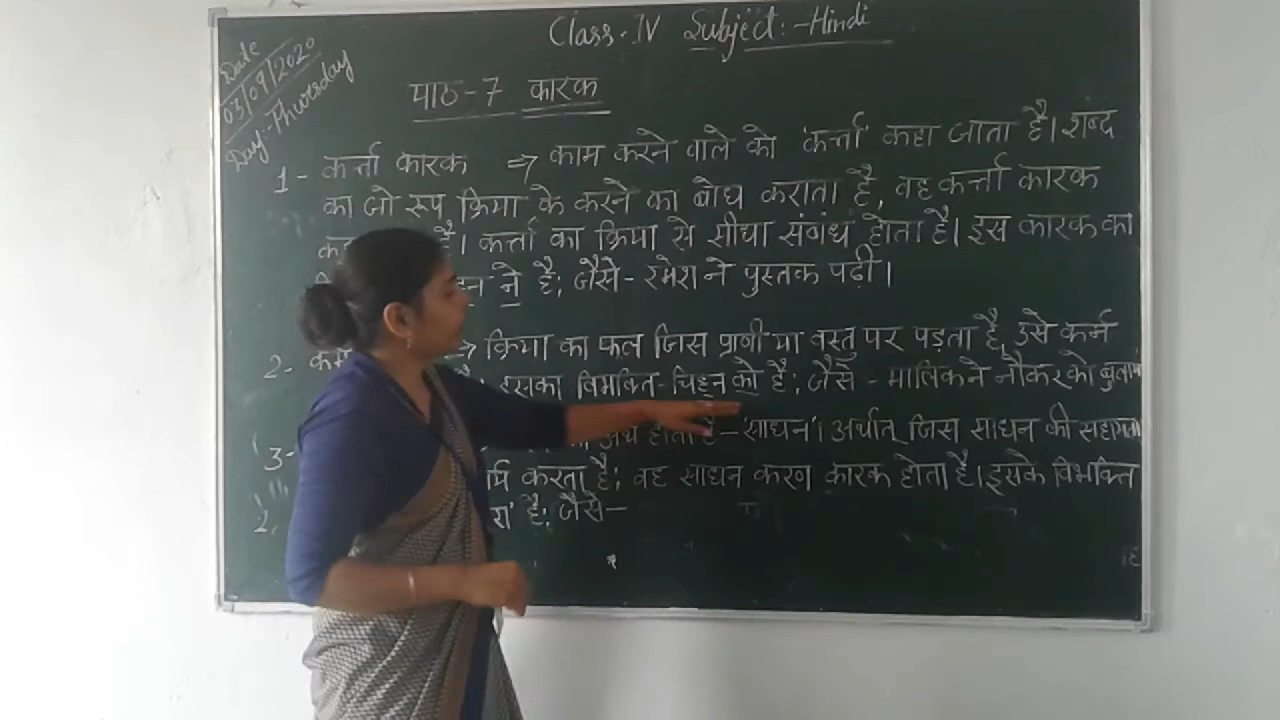 Class-IV Subject:-Hindi
Date
03/09/2020
Day:-Thursday
पाठ-7 कारक
1- कर्त्ता कारक ⇒ काम करने वाले को 'कर्त्ता' कहा जाता है। शब्द
का जो रूप क्रिया के करने का बोध कराता है, वह कर्त्ता कारक
है। कर्त्ता का क्रिया से सीधा संबंध होता है। इस कारक का
ने है; जैसे- रमेश ने पुस्तक पढ़ी।
2- ⇒ क्रिया का फल जिस प्राणी या वस्तु पर पड़ता है, उसे कर्म
इसका विभक्ति-चिह्न को है; जैसे - मालिक ने नौकर को बुलाया
3- अर्थ होता है-'साधन'। अर्थात् जिस साधन की सहायता
करता है; वह साधन करण कारक होता है। इसके विभक्ति
है; जैसे-